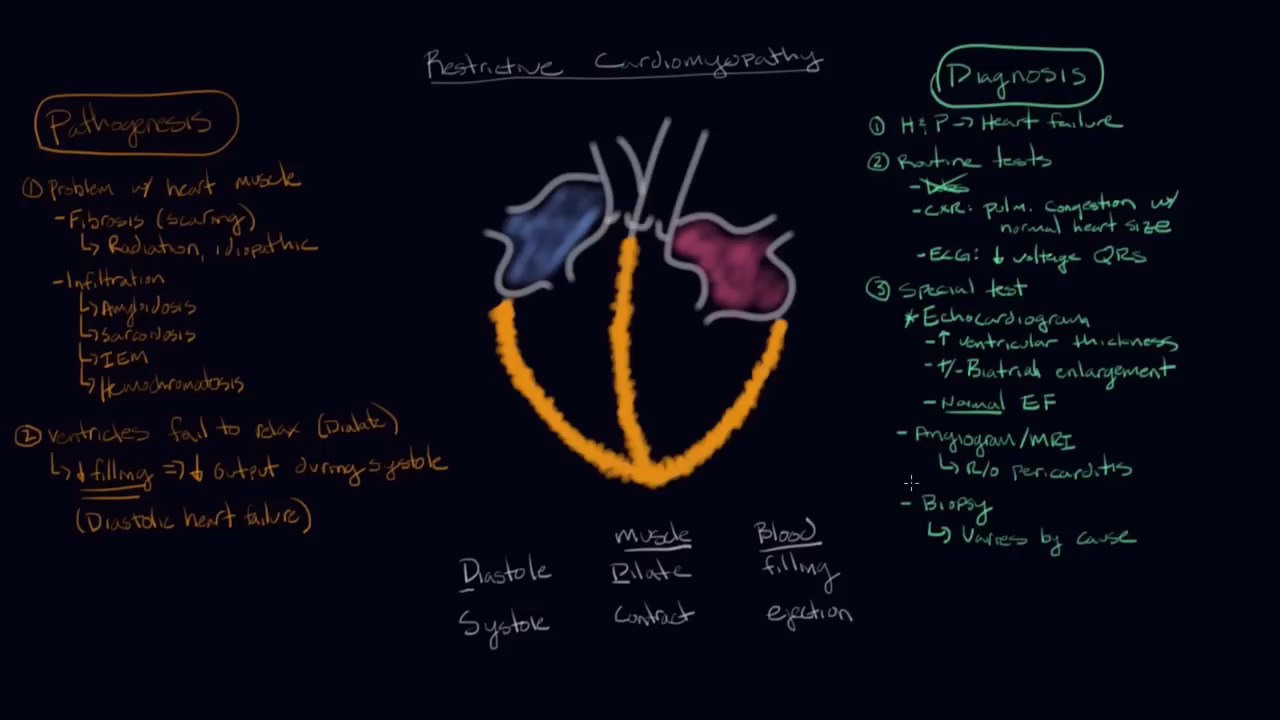 Restrictive Cardiomyopathy
Pathogenesis
① Problem w/ heart muscle
- Fibrosis (scaring)
↳ Radiation, idiopathic
- Infiltration
↳ Amyloidosis
↳ Sarcoidosis
↳ IEM
↳ Hemochromatosis
② Ventricles fail to relax (Dialate)
↳ ↓ filling => ↓ output during systole
(Diastolic heart failure)
Muscle Blood
Diastole Dilate filling
Systole Contract ejection
Diagnosis
① H & P -> Heart failure
② Routine tests
- CXR: pulm. congestion w/
normal heart size
- ECG: ↓ voltage QRS
③ Special test
* Echocardiogram
- ↑ ventricular thickness
- +/- Biatrial enlargement
- Normal EF
- Angiogram/MRI
↳ R/o pericarditis
- Biopsy
↳ Varies by cause